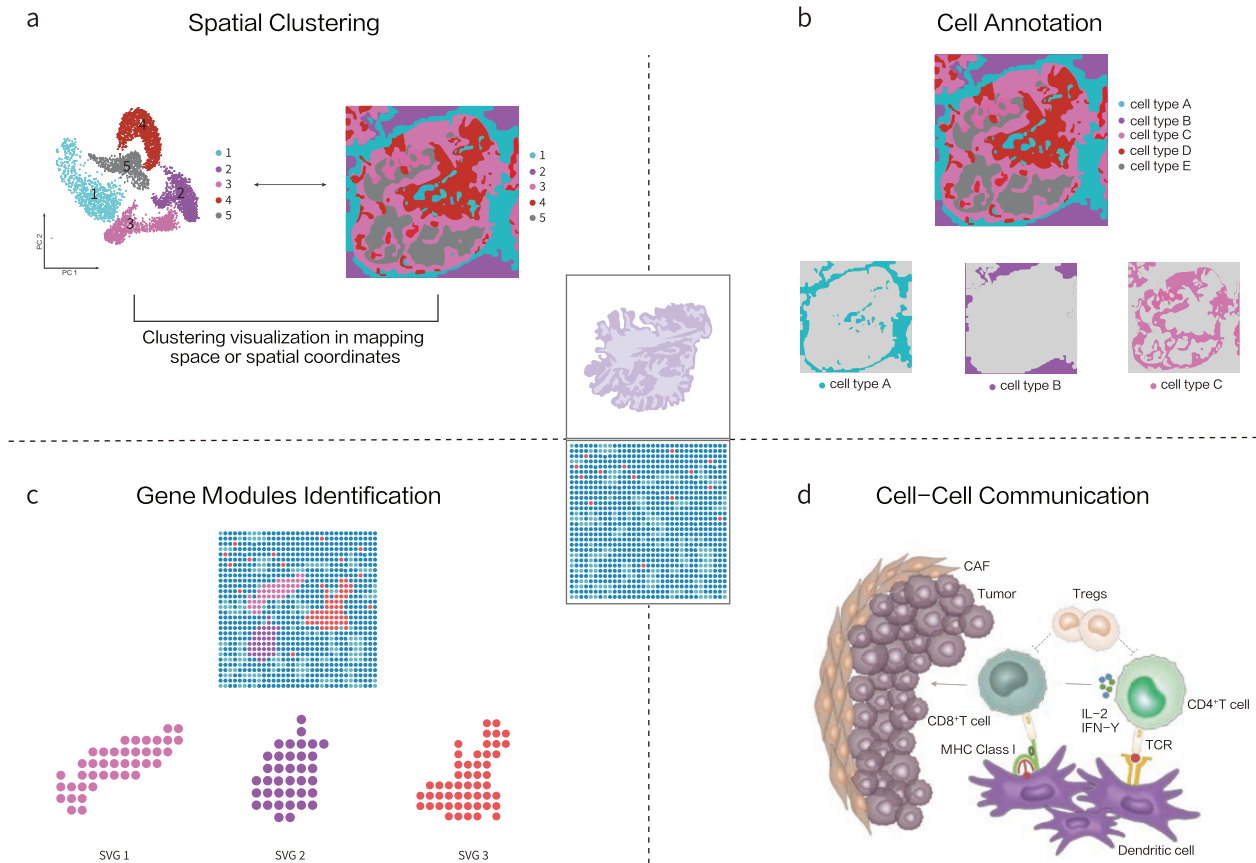 a
Spatial Clustering
4
5
1
2
3
PC 2
PC 1
1
2
3
4
5
1
2
3
4
5
Clustering visualization in mapping
space or spatial coordinates
b
Cell Annotation
cell type A
cell type B
cell type C
cell type D
cell type E
cell type A
cell type B
cell type C
c
Gene Modules Identification
SVG 1
SVG 2
SVG 3
d
Cell-Cell Communication
CAF
Tumor
Tregs
CD8+T cell
IL-2
IFN-Y
CD4+T cell
MHC Class I
TCR
Dendritic cell